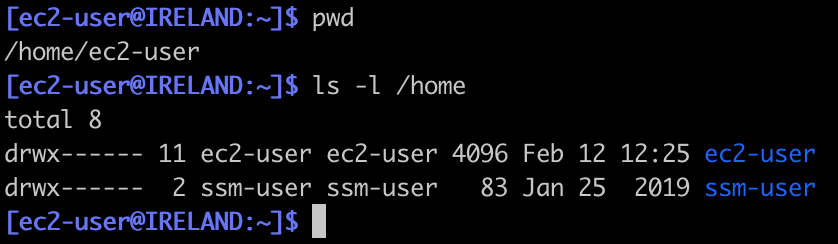 [ec2-user@IRELAND:~]$ pwd
/home/ec2-user
[ec2-user@IRELAND:~]$ ls -l /home
total 8
drwx------ 11 ec2-user ec2-user 4096 Feb 12 12:25 ec2-user
drwx------  2 ssm-user ssm-user   83 Jan 25  2019 ssm-user
[ec2-user@IRELAND:~]$